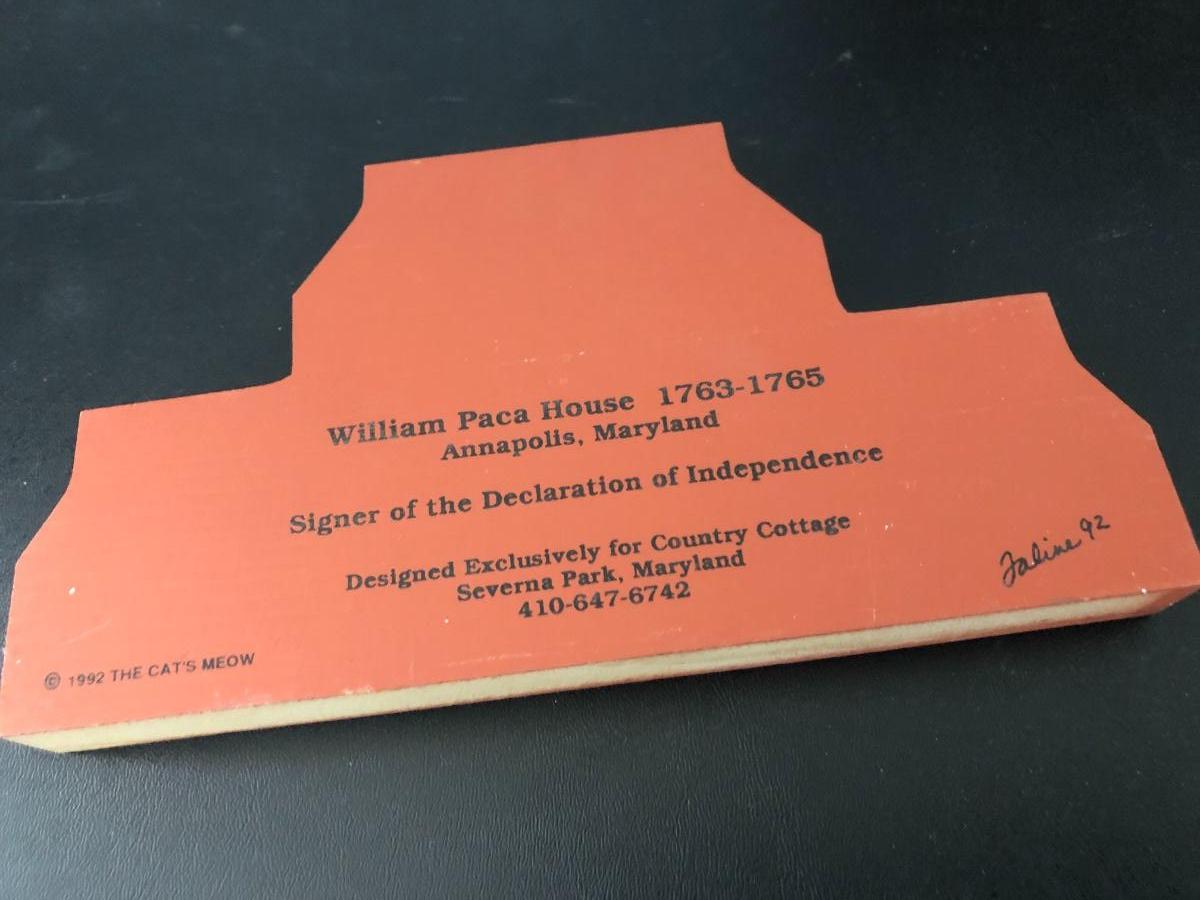 William Paca House 1763-1765
Annapolis, Maryland
Signer of the Declaration of Independence
Designed Exclusively for Country Cottage
Severna Park, Maryland
410-647-6742
Faline 92
© 1992 THE CAT'S MEOW